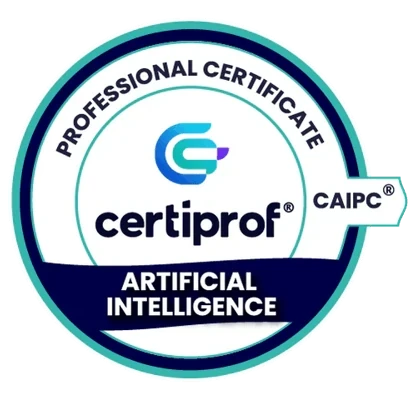 PROFESSIONAL CERTIFICATE
certiprof®
CAIPC®
ARTIFICIAL
INTELLIGENCE